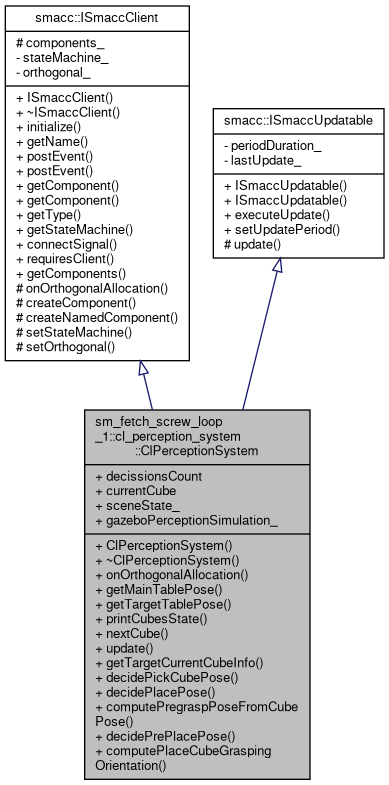 smacc::ISmaccClient
# components_
- stateMachine_
- orthogonal_
+ ISmaccClient()
+ ~ISmaccClient()
+ initialize()
+ getName()
+ postEvent()
+ postEvent()
+ getComponent()
+ getComponent()
+ getType()
+ getStateMachine()
+ connectSignal()
+ requiresClient()
+ getComponents()
# onOrthogonalAllocation()
# createComponent()
# createNamedComponent()
# setStateMachine()
# setOrthogonal()
smacc::ISmaccUpdatable
- periodDuration_
- lastUpdate_
+ ISmaccUpdatable()
+ ISmaccUpdatable()
+ executeUpdate()
+ setUpdatePeriod()
# update()
sm_fetch_screw_loop
_1::cl_perception_system
::ClPerceptionSystem
+ decissionsCount
+ currentCube
+ sceneState_
+ gazeboPerceptionSimulation_
+ ClPerceptionSystem()
+ ~ClPerceptionSystem()
+ onOrthogonalAllocation()
+ getMainTablePose()
+ getTargetTablePose()
+ printCubesState()
+ nextCube()
+ update()
+ getTargetCurrentCubeInfo()
+ decidePickCubePose()
+ decidePlacePose()
+ computePregraspPoseFromCube
Pose()
+ decidePrePlacePose()
+ computePlaceCubeGrasping
Orientation()